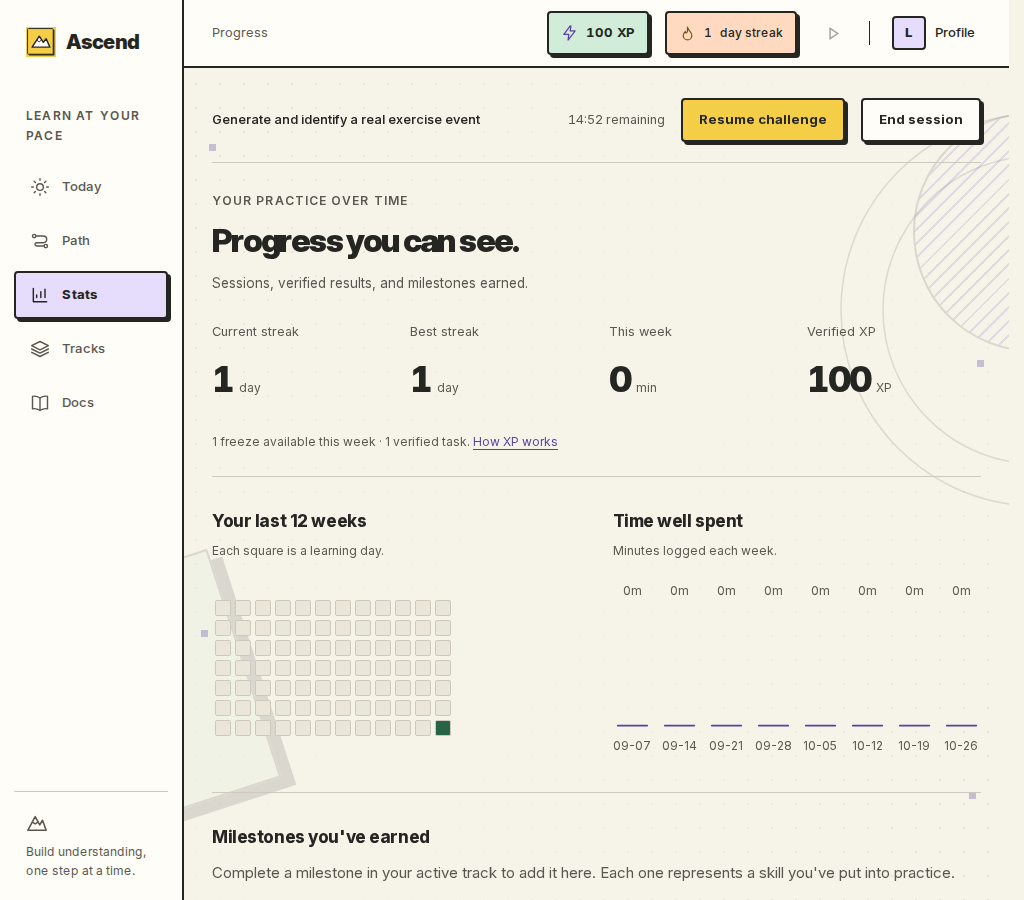 Ascend
LEARN AT YOUR
PACE
Today
Path
Stats
Tracks
Docs
Build understanding,
one step at a time.
Progress
100 XP
1 day streak
L
Profile
Generate and identify a real exercise event
14:52 remaining
Resume challenge
End session
YOUR PRACTICE OVER TIME
Progress you can see.
Sessions, verified results, and milestones earned.
Current streak
Best streak
This week
Verified XP
1 day
1 day
0 min
100 XP
1 freeze available this week · 1 verified task. How XP works
Your last 12 weeks
Each square is a learning day.
Time well spent
Minutes logged each week.
0m 0m 0m 0m 0m 0m 0m 0m
09-07 09-14 09-21 09-28 10-05 10-12 10-19 10-26
Milestones you've earned
Complete a milestone in your active track to add it here. Each one represents a skill you've put into practice.